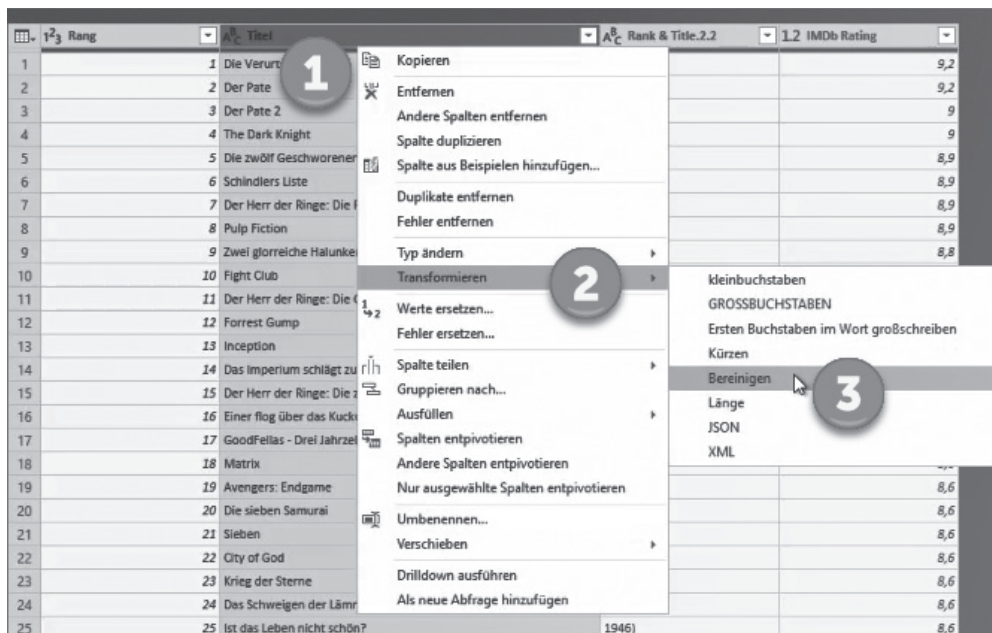 1²3 Rang ABC Titel ABC Rank & Title.2.2 1.2 IMDb Rating
1 1 Die Verurt 9,2
2 2 Der Pate 9,2
3 3 Der Pate 2 9
4 4 The Dark Knight 9
5 5 Die zwölf Geschworener 8,9
6 6 Schindlers Liste 8,9
7 7 Der Herr der Ringe: Die 8,9
8 8 Pulp Fiction 8,9
9 9 Zwei glorreiche Halunke 8,8
10 10 Fight Club
11 11 Der Herr der Ringe: Die
12 12 Forrest Gump
13 13 Inception
14 14 Das Imperium schlägt zu
15 15 Der Herr der Ringe: Die z
16 16 Einer flog über das Kuck
17 17 GoodFellas - Drei Jahrzel
18 18 Matrix
19 19 Avengers: Endgame 8,6
20 20 Die sieben Samurai 8,6
21 21 Sieben 8,6
22 22 City of God 8,6
23 23 Krieg der Sterne 8,6
24 24 Das Schweigen der Lämr 8,6
25 25 Ist das Leben nicht schön? 1946) 8,6
1
Kopieren
Entfernen
Andere Spalten entfernen
Spalte duplizieren
Spalte aus Beispielen hinzufügen...
Duplikate entfernen
Fehler entfernen
Typ ändern
Transformieren
2
Werte ersetzen...
Fehler ersetzen...
Spalte teilen
Gruppieren nach...
Ausfüllen
Spalten entpivotieren
Andere Spalten entpivotieren
Nur ausgewählte Spalten entpivotieren
Umbenennen...
Verschieben
Drilldown ausführen
Als neue Abfrage hinzufügen
kleinbuchstaben
GROSSBUCHSTABEN
Ersten Buchstaben im Wort großschreiben
Kürzen
Bereinigen
3
Länge
JSON
XML